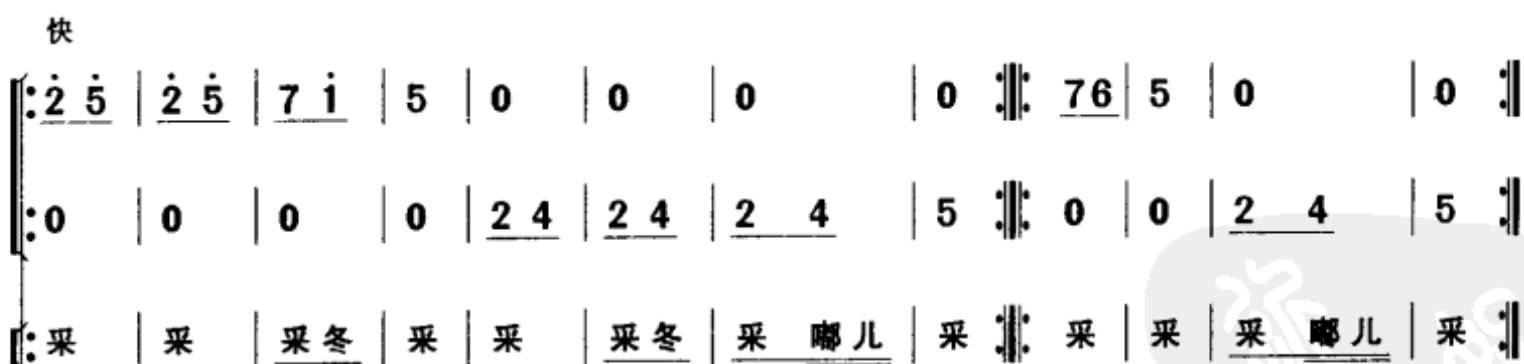 快
2̇ 5̇ | 2̇ 5̇ | 7 1̇ | 5 | 0 | 0 | 0 | 0 :‖: 76 | 5 | 0 | 0 :‖
0 | 0 | 0 | 0 | 2 4 | 2 4 | 2 4 | 5 :‖: 0 | 0 | 2 4 | 5 :‖
采 | 采 | 采冬 | 采 | 采 | 采冬 | 采 嘟儿 | 采 :‖: 采 | 采 | 采 嘟儿 | 采 :‖